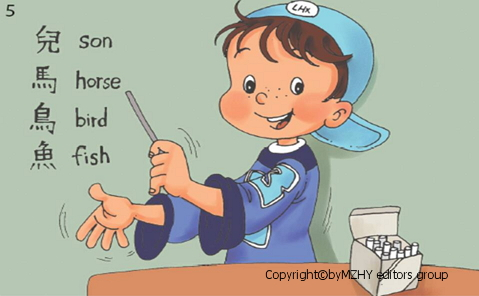 5
LHX
兒 son
馬 horse
鳥 bird
魚 fish
Copyright©byMZHY editors group